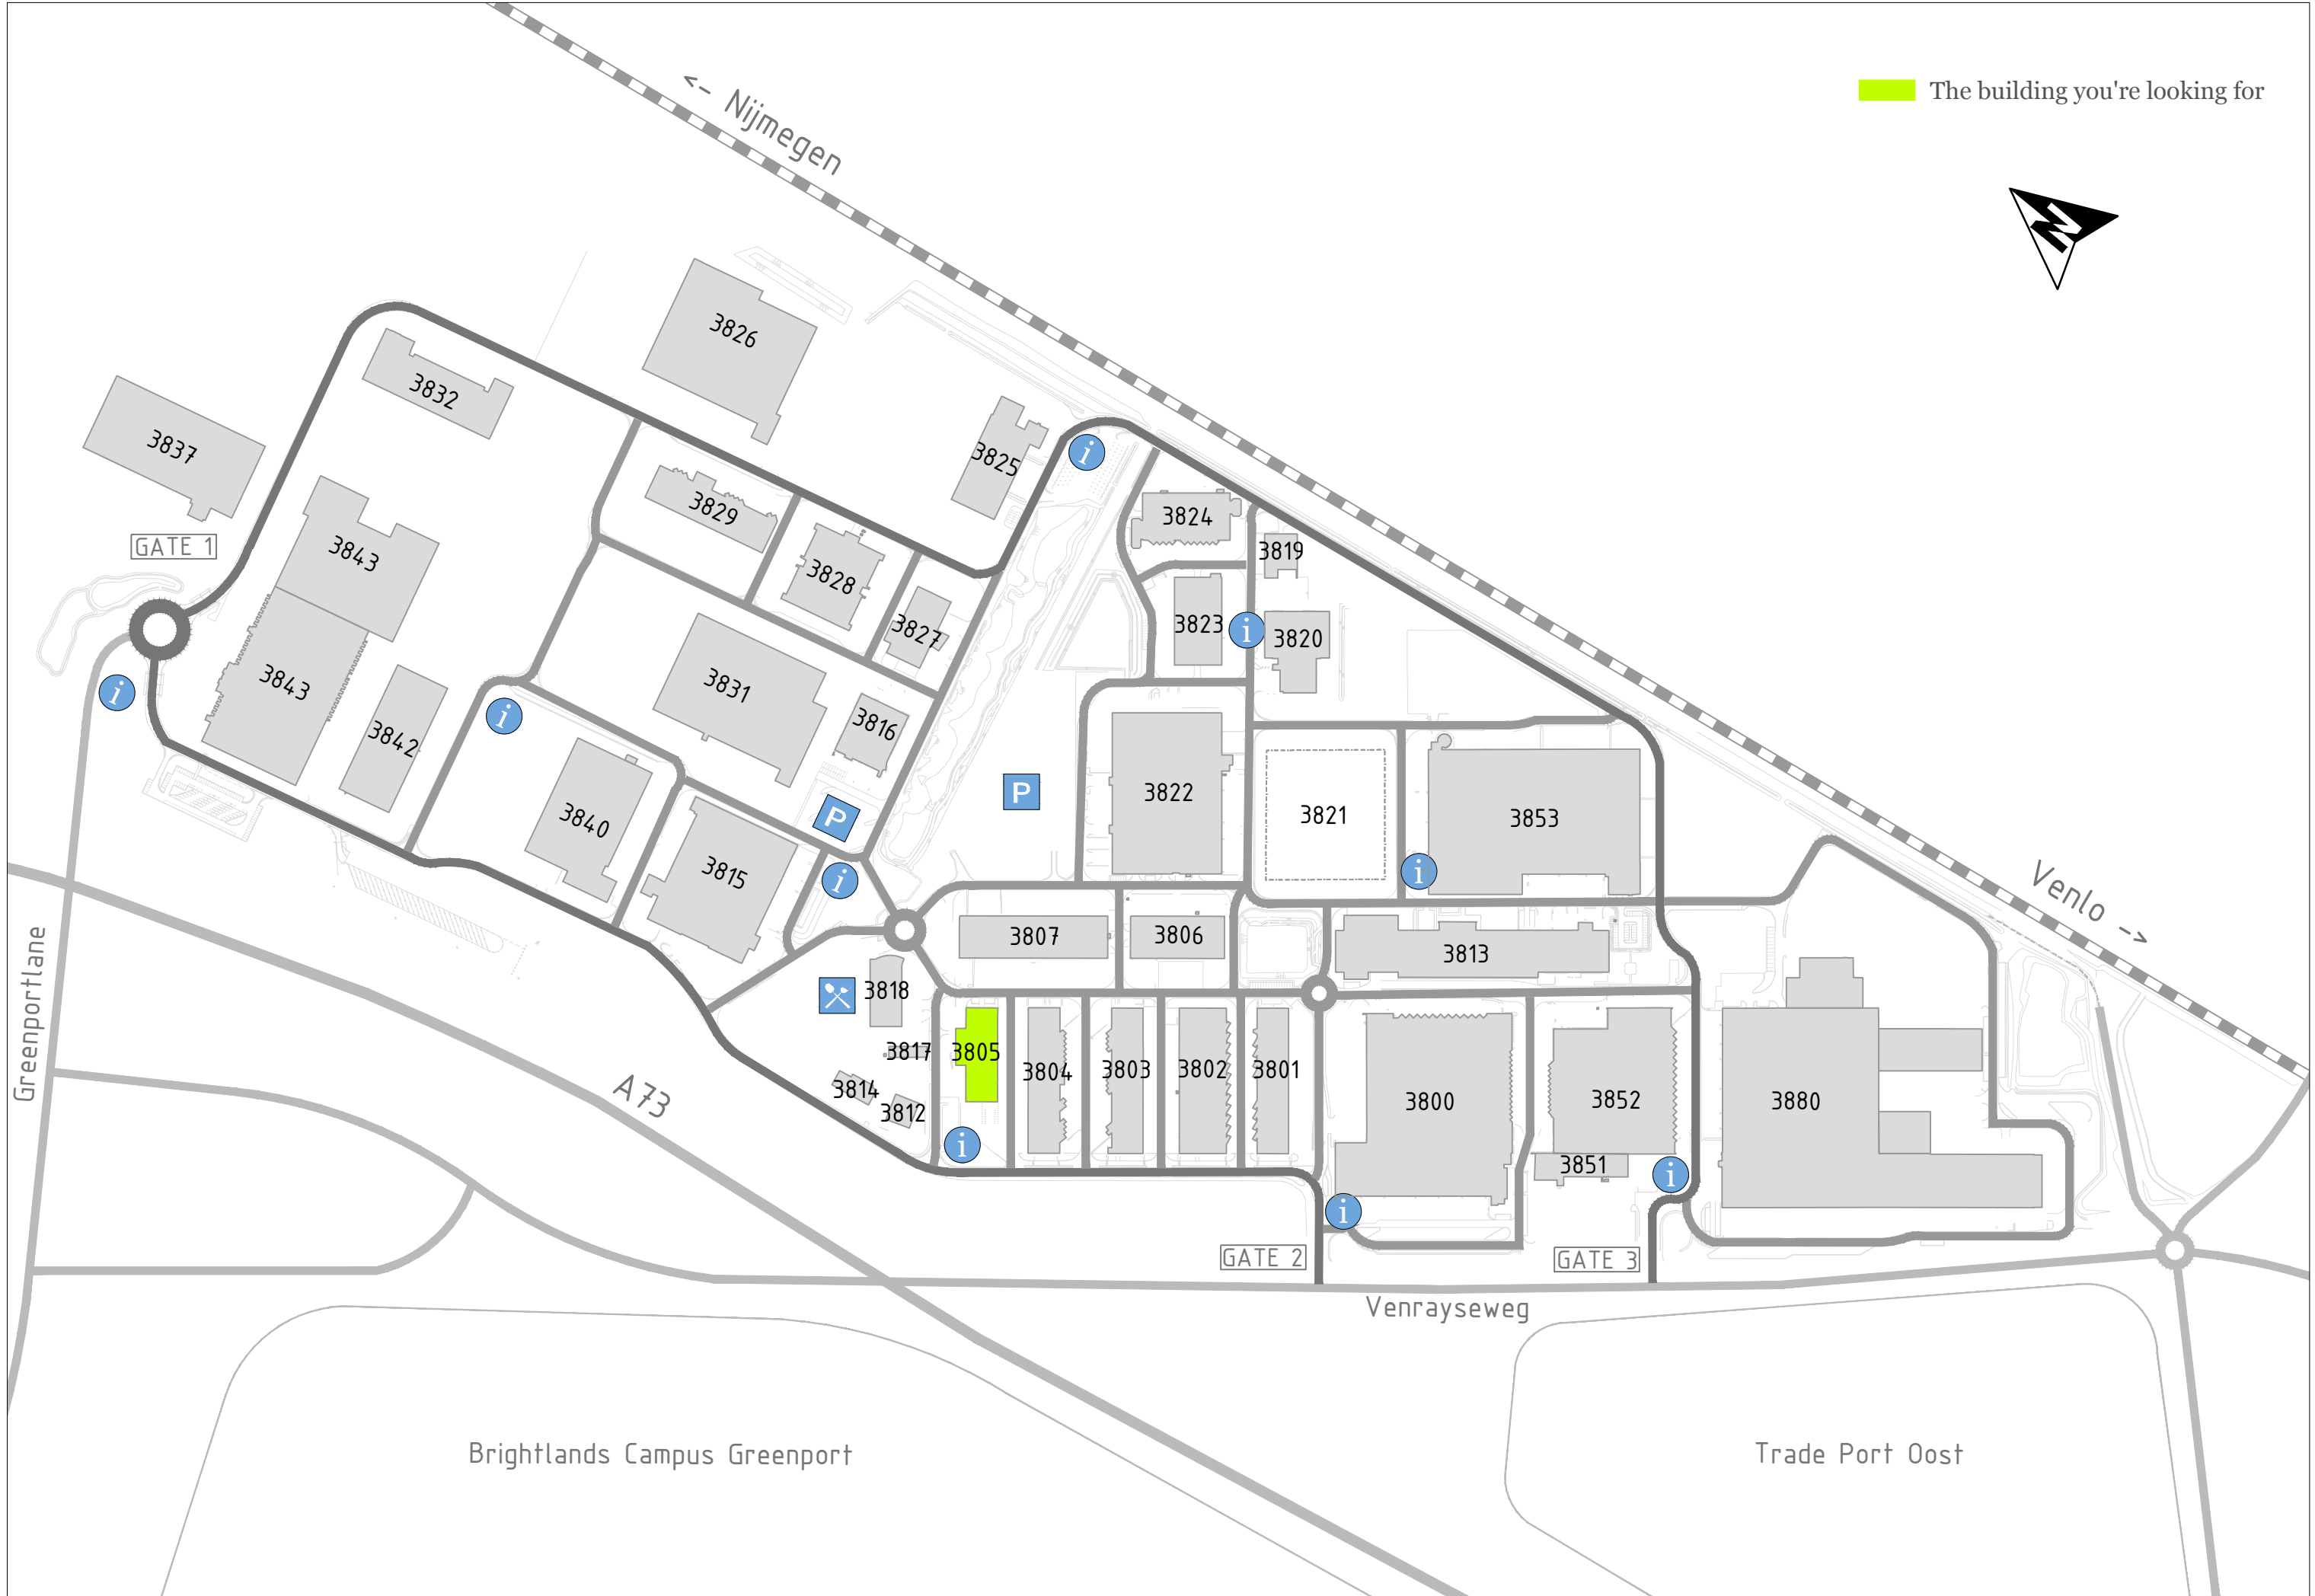 <- Nijmegen
The building you're looking for
N
3826
3832
3837
3825
3829
3824
GATE 1
3843
3819
3828
3823
3827
i
3820
3843
3831
i
i
3816
3842
i
P
P
3822
3821
3853
3840
3815
i
i
Venlo ->
3807
3806
3813
3818
Greenportlane
3817
3805
3804
3803
3802
3801
3814
3812
A73
3800
3852
3880
i
3851
i
i
GATE 2
GATE 3
Venrayseweg
Brightlands Campus Greenport
Trade Port Oost